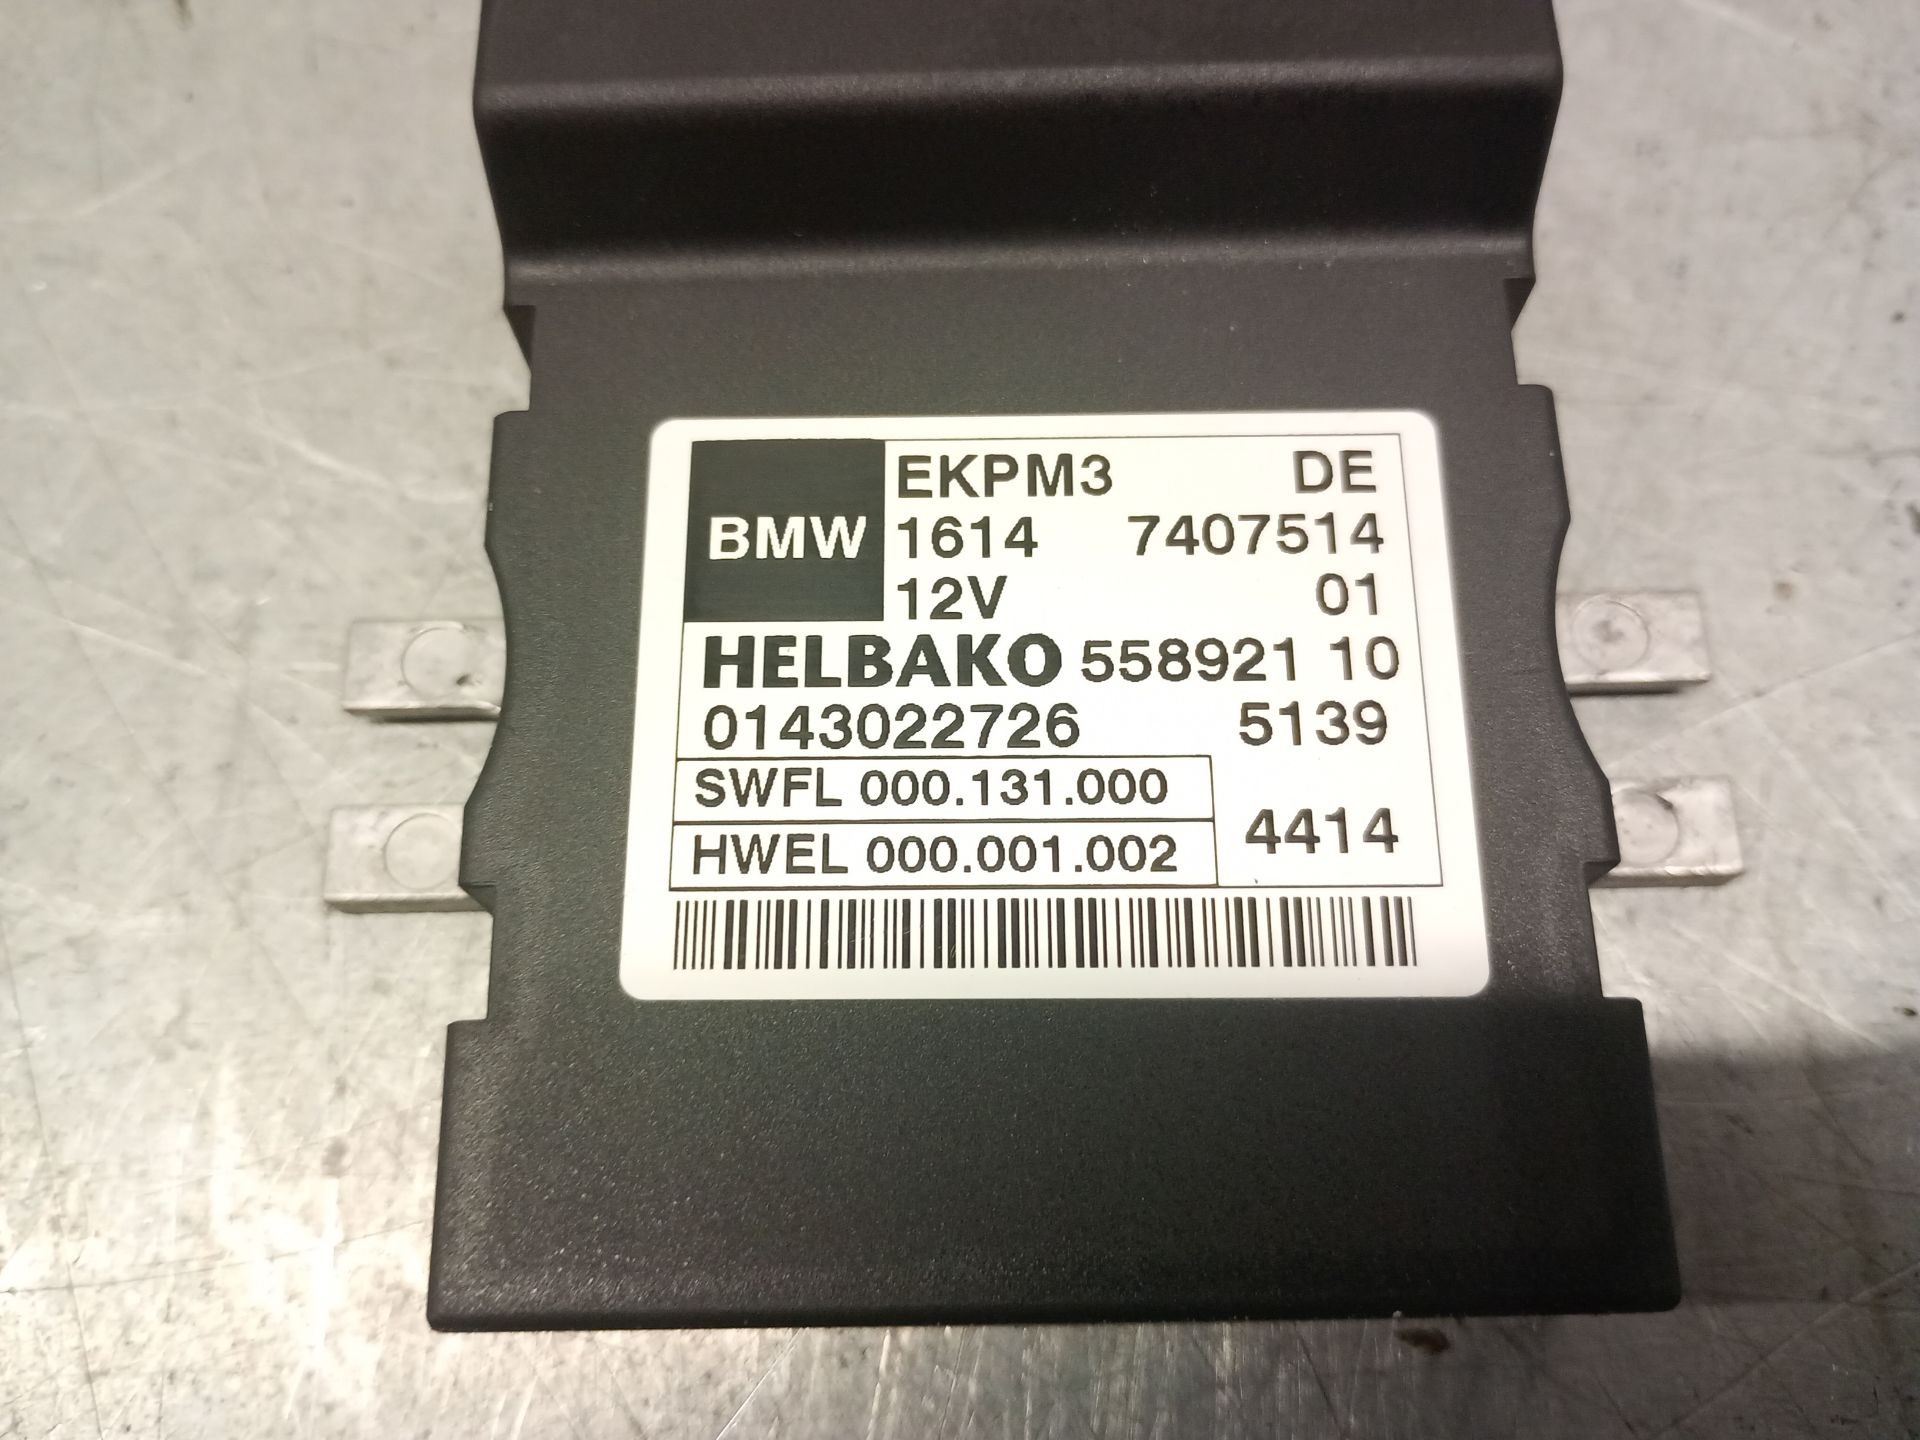 EKPM3 DE
BMW 1614 7407514
12V 01
HELBAKO 558921 10
0143022726 5139
SWFL 000.131.000
4414
HWEL 000.001.002